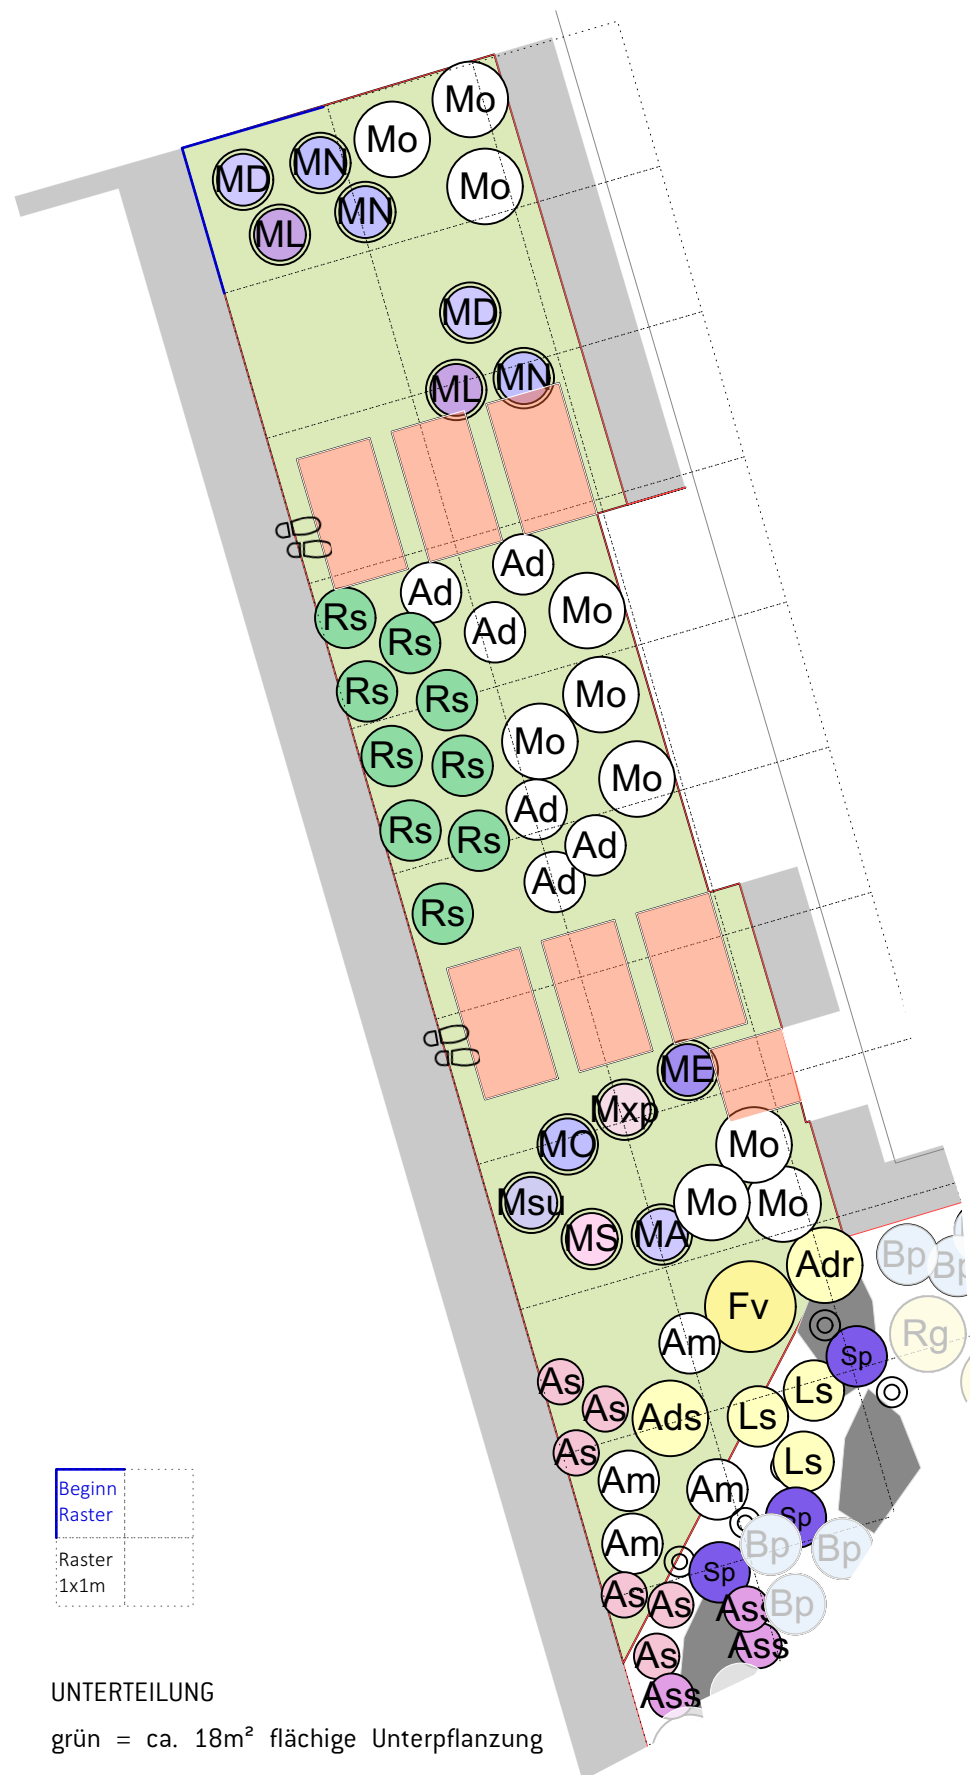 Mo
Mo
MN
MD
Mo
MN
ML
MD
MN
ML
Ad
Ad
Mo
Rs
Ad
Rs
Rs
Mo
Rs
Mo
Rs
Rs
Mo
Ad
Rs
Rs
Ad
Ad
Rs
ME
Mxp
MO
Mo
Msu
Mo
Mo
MS
MA
Adr
Bp
Bp
Fv
Rg
Am
Sp
As
Ls
As
Ads
Ls
As
Ls
Am
Am
Sp
Am
Bp
Bp
Sp
As
As
Ass
Bp
Ass
As
Ass
Beginn
Raster
Raster
1x1m
UNTERTEILUNG
grün = ca. 18m² flächige Unterpflanzung